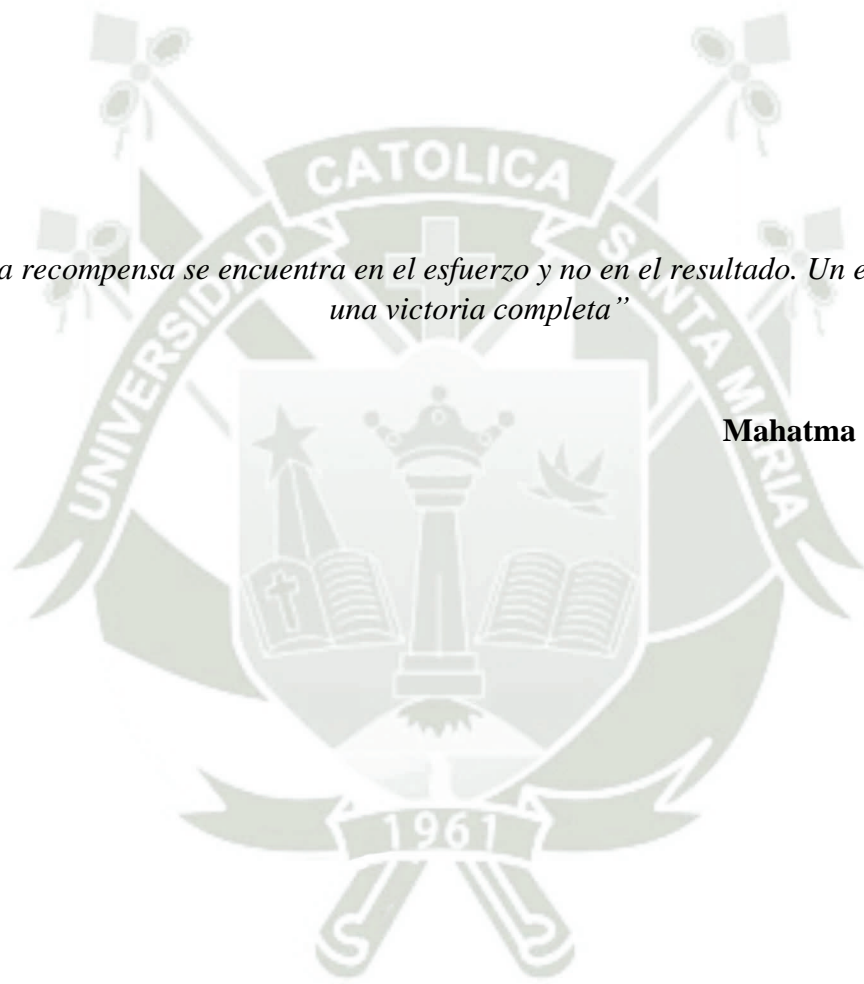 CATOLICA
UNIVERSIDAD
SANTA MARIA
a recompensa se encuentra en el esfuerzo y no en el resultado. Un e
una victoria completa”
Mahatma
1961